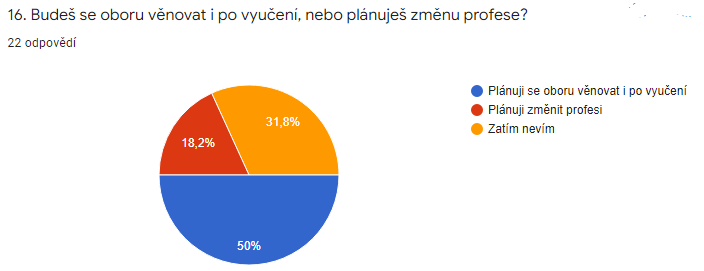 16. Budeš se oboru věnovat i po vyučení, nebo plánuješ změnu profese?
22 odpovědí
Plánuji se oboru věnovat i po vyučení
Plánuji změnit profesi
Zatím nevím
31,8%
18,2%
50%